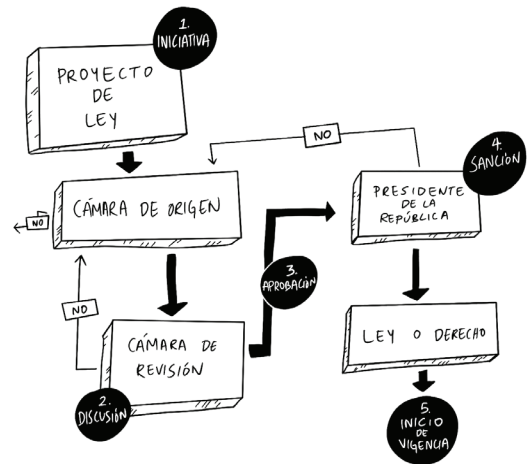 1.
INICIATIVA
PROYECTO
DE
LEY
NO
4.
SANCIÓN
CÁMARA DE ORIGEN
NO
PRESIDENTE
DE LA
REPÚBLICA
3.
APROBACIÓN
NO
CÁMARA DE
REVISIÓN
2.
DISCUSIÓN
LEY O DERECHO
5.
INICIO
DE
VIGENCIA